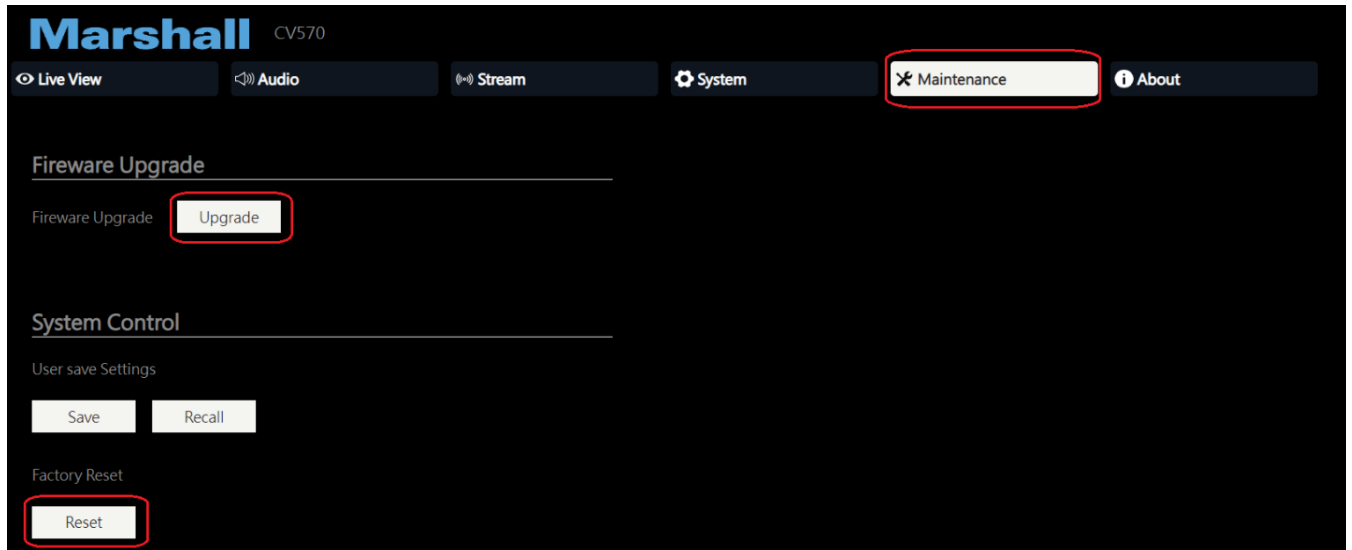 Marshall CV570
Live View Audio Stream System Maintenance About
Fireware Upgrade
Fireware Upgrade Upgrade
System Control
User save Settings
Save Recall
Factory Reset
Reset